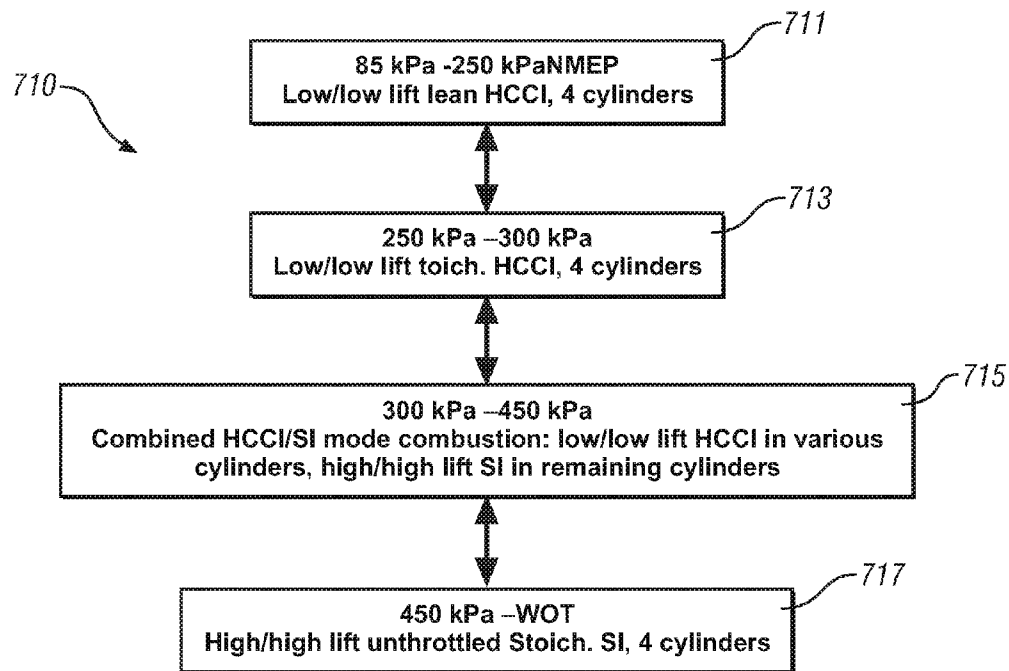 711
710
85 kPa -250 kPaNMEP
Low/low lift lean HCCI, 4 cylinders
713
250 kPa –300 kPa
Low/low lift toich. HCCI, 4 cylinders
715
300 kPa –450 kPa
Combined HCCI/SI mode combustion: low/low lift HCCI in various
cylinders, high/high lift SI in remaining cylinders
717
450 kPa –WOT
High/high lift unthrottled Stoich. SI, 4 cylinders